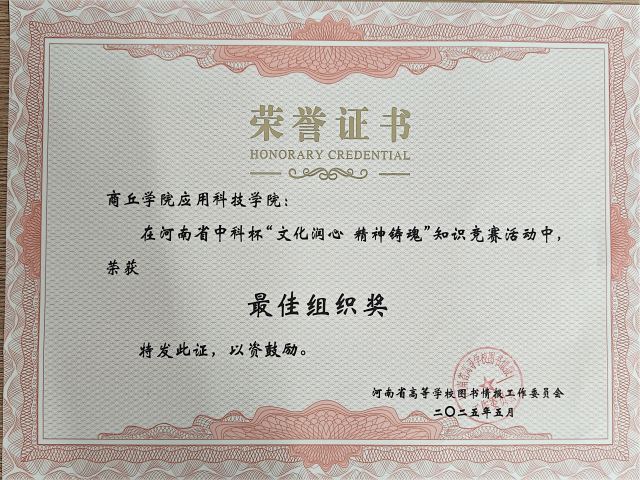 荣誉证书
HONORARY CREDENTIAL
商丘学院应用科技学院：
在河南省中科杯“文化润心 精神铸魂”知识竞赛活动中，
荣获
最佳组织奖
特发此证，以资鼓励。
河南省高等学校图书情报工作委员会
二〇二五年五月